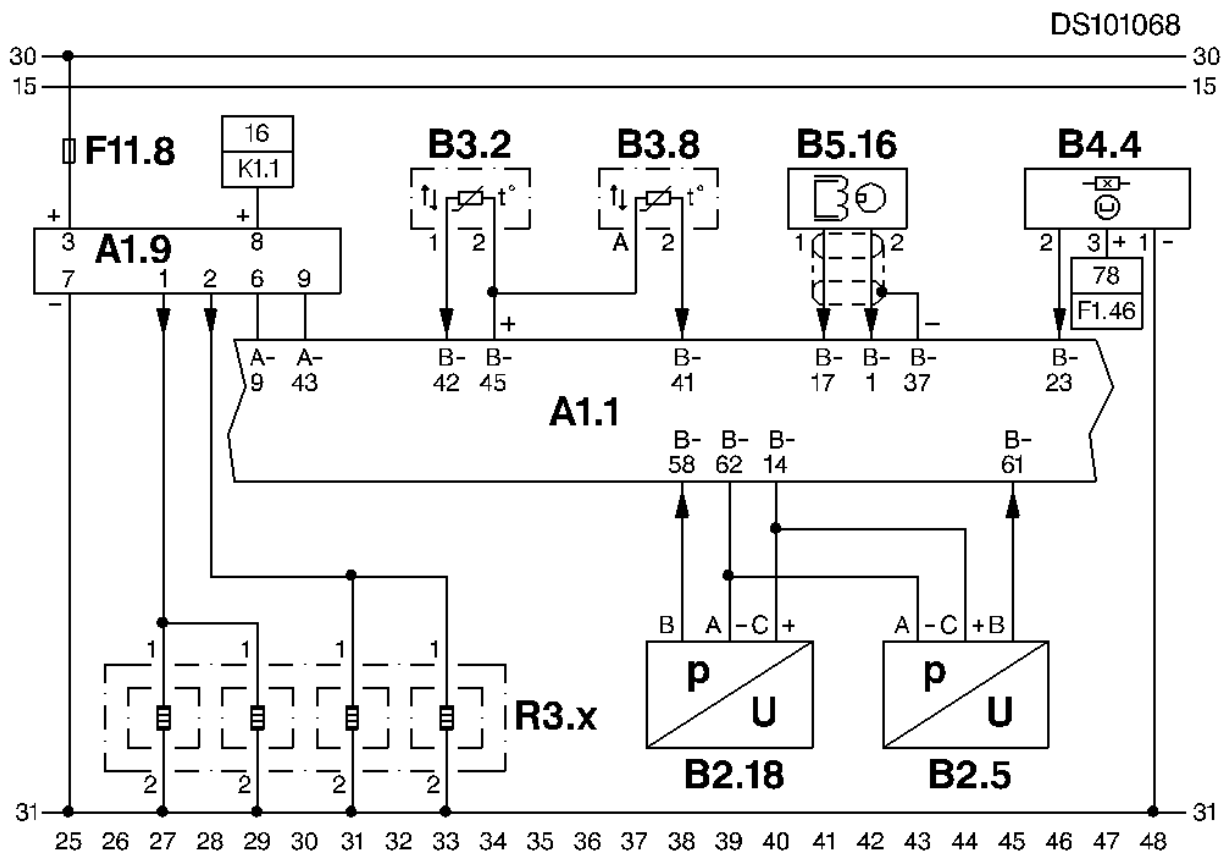 DS101068
30 30
15 15
F11.8 16 B3.2 B3.8 B5.16 B4.4
K1.1
t° t° x
U
+ + 1 2 A 2 1 2 2 3 + 1 -
3 A1.9 8 78
7 1 2 6 9 F1.46
- + -
A- A- B- B- B- B- B- B- B-
9 43 42 45 41 17 1 37 23
A1.1
B- B- B- B-
58 62 14 61
B A - C + A - C + B
1 1 1 1
p p
R3.x U U
2 2 2 2 B2.18 B2.5
31 31
25 26 27 28 29 30 31 32 33 34 35 36 37 38 39 40 41 42 43 44 45 46 47 48